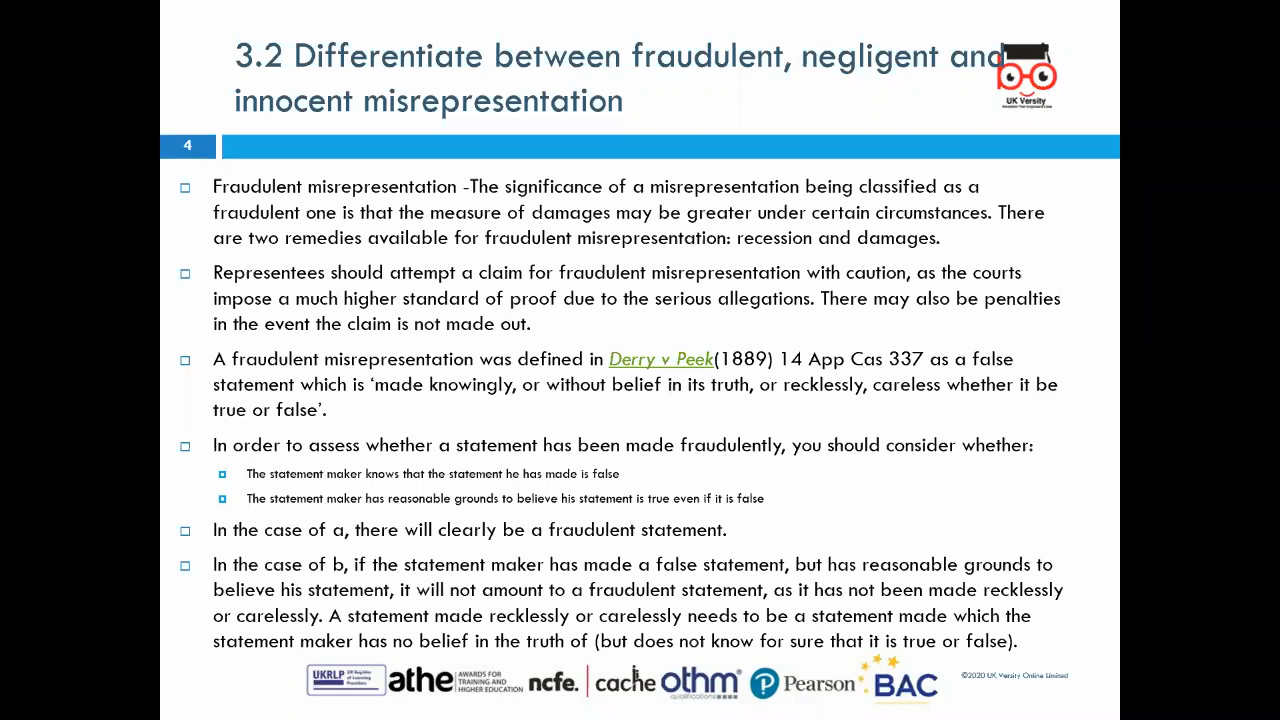 3.2 Differentiate between fraudulent, negligent and
innocent misrepresentation
UK Versity
4
Fraudulent misrepresentation -The significance of a misrepresentation being classified as a
fraudulent one is that the measure of damages may be greater under certain circumstances. There
are two remedies available for fraudulent misrepresentation: recession and damages.
Representees should attempt a claim for fraudulent misrepresentation with caution, as the courts
impose a much higher standard of proof due to the serious allegations. There may also be penalties
in the event the claim is not made out.
A fraudulent misrepresentation was defined in Derry v Peek(1889) 14 App Cas 337 as a false
statement which is ‘made knowingly, or without belief in its truth, or recklessly, careless whether it be
true or false’.
In order to assess whether a statement has been made fraudulently, you should consider whether:
The statement maker knows that the statement he has made is false
The statement maker has reasonable grounds to believe his statement is true even if it is false
In the case of a, there will clearly be a fraudulent statement.
In the case of b, if the statement maker has made a false statement, but has reasonable grounds to
believe his statement, it will not amount to a fraudulent statement, as it has not been made recklessly
or carelessly. A statement made recklessly or carelessly needs to be a statement made which the
statement maker has no belief in the truth of (but does not know for sure that it is true or false).
UKRLP UK Register of Learning Providers
athe AWARDS FOR TRAINING AND HIGHER EDUCATION
ncfe.
cache
othm qualifications
Pearson
BAC
©2020 UK Versity Online Limited